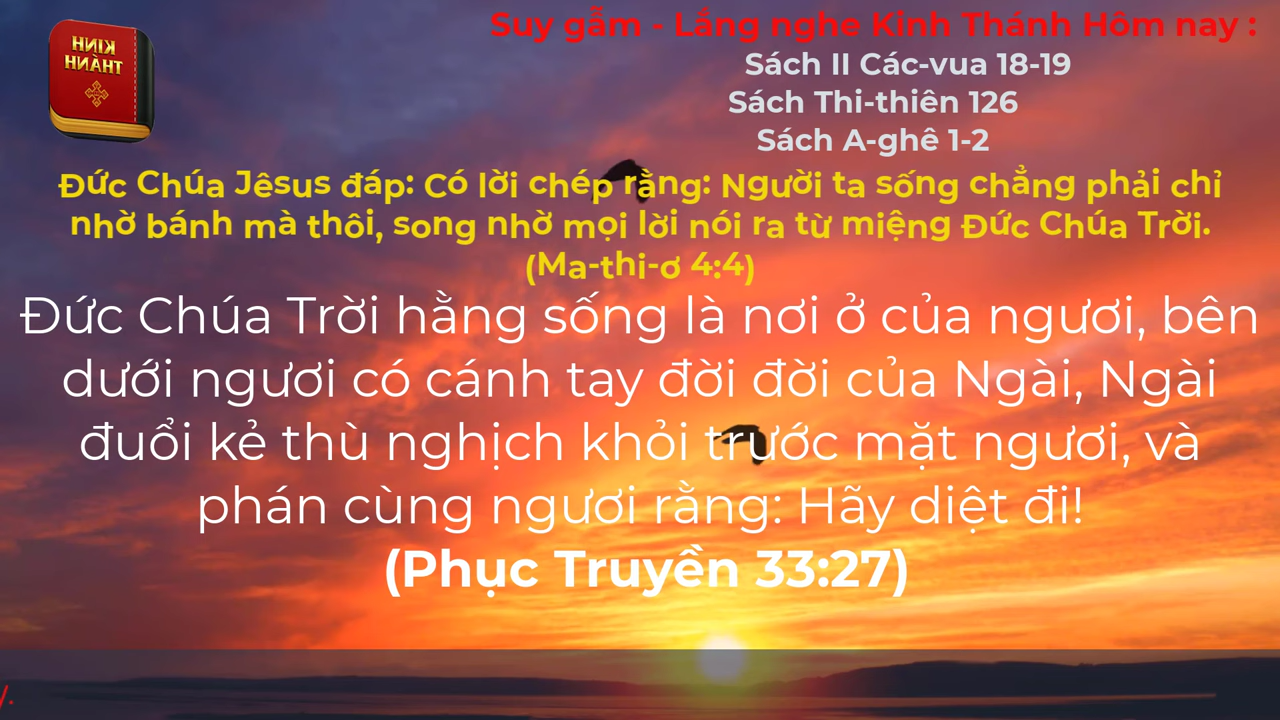 Suy gẫm - Lắng nghe Kinh Thánh Hôm nay :
KINH
THÁNH
Sách II Các-vua 18-19
Sách Thi-thiên 126
Sách A-ghê 1-2
Đức Chúa Jêsus đáp: Có lời chép rằng: Người ta sống chẳng phải chỉ
nhờ bánh mà thôi, song nhờ mọi lời nói ra từ miệng Đức Chúa Trời.
(Ma-thi-ơ 4:4)
Đức Chúa Trời hằng sống là nơi ở của ngươi, bên
dưới ngươi có cánh tay đời đời của Ngài, Ngài
đuổi kẻ thù nghịch khỏi trước mặt ngươi, và
phán cùng ngươi rằng: Hãy diệt đi!
(Phục Truyền 33:27)